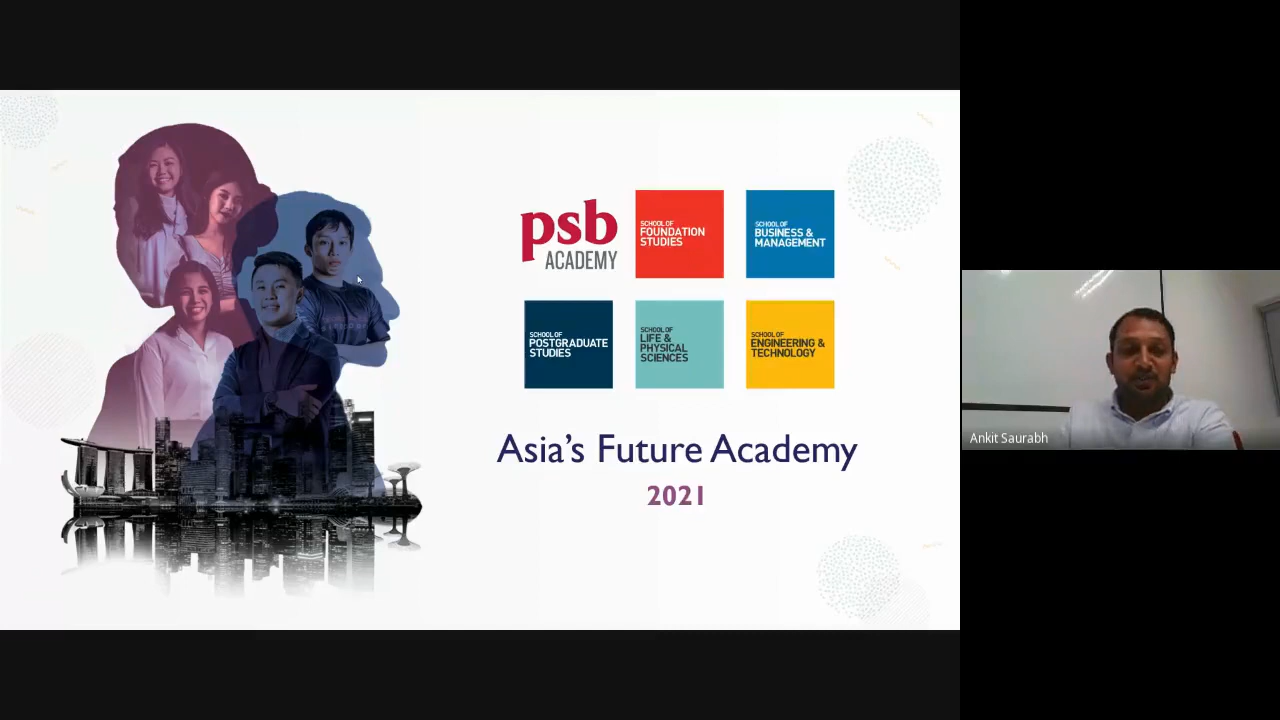 psb
ACADEMY
SCHOOL OF
FOUNDATION
STUDIES
SCHOOL OF
BUSINESS &
MANAGEMENT
SCHOOL OF
POSTGRADUATE
STUDIES
SCHOOL OF
LIFE &
PHYSICAL
SCIENCES
SCHOOL OF
ENGINEERING &
TECHNOLOGY
Asia's Future Academy
2021
Ankit Saurabh